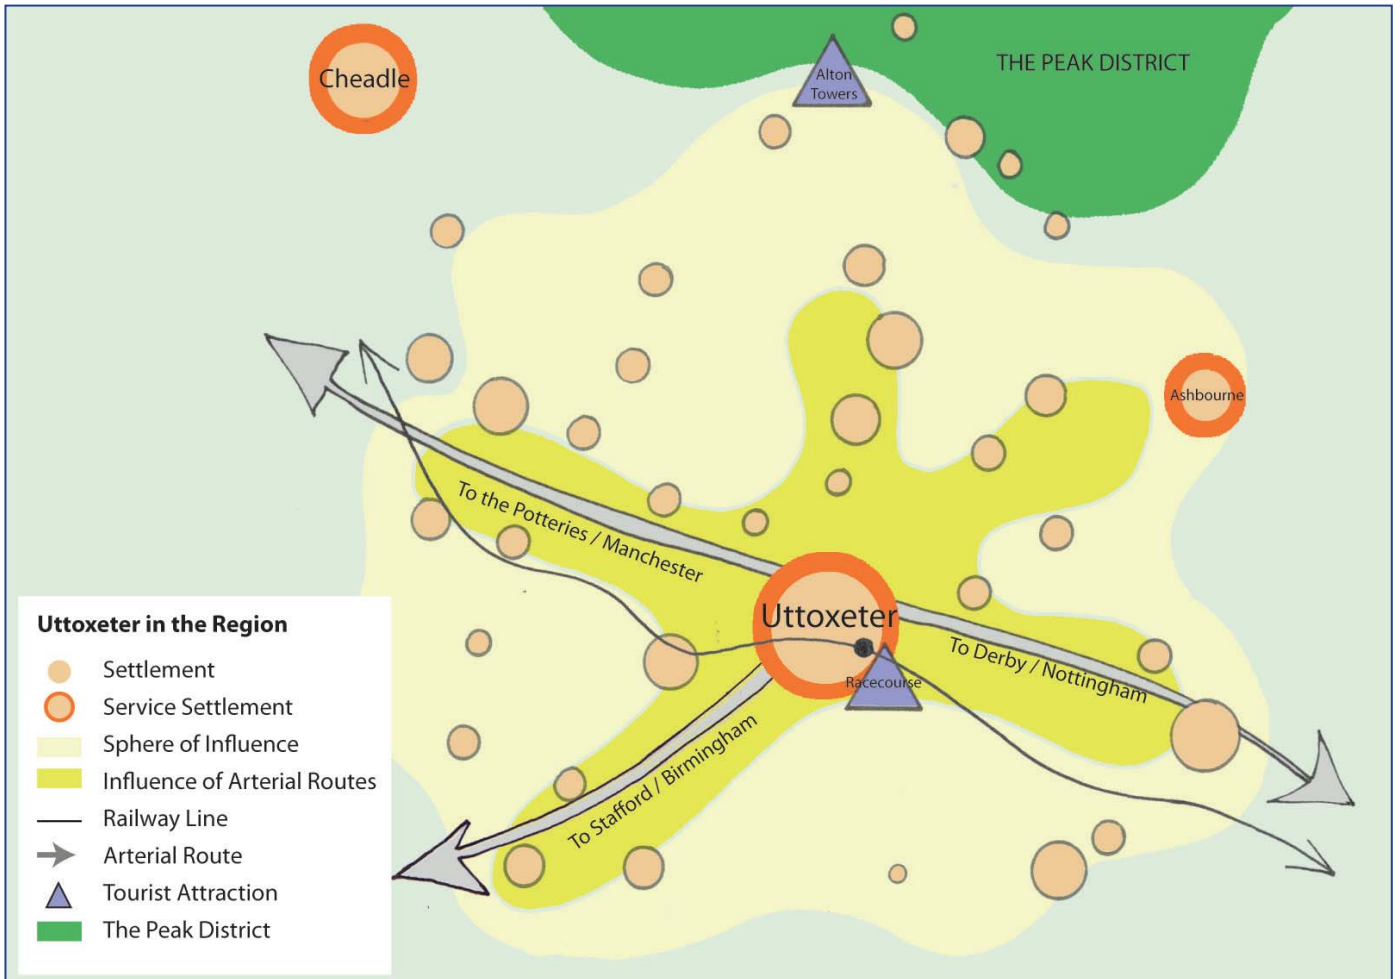 Cheadle
Alton
Towers
THE PEAK DISTRICT
Ashbourne
To the Potteries / Manchester
Uttoxeter
To Derby / Nottingham
Racecourse
To Stafford / Birmingham
Uttoxeter in the Region
Settlement
Service Settlement
Sphere of Influence
Influence of Arterial Routes
Railway Line
Arterial Route
Tourist Attraction
The Peak District